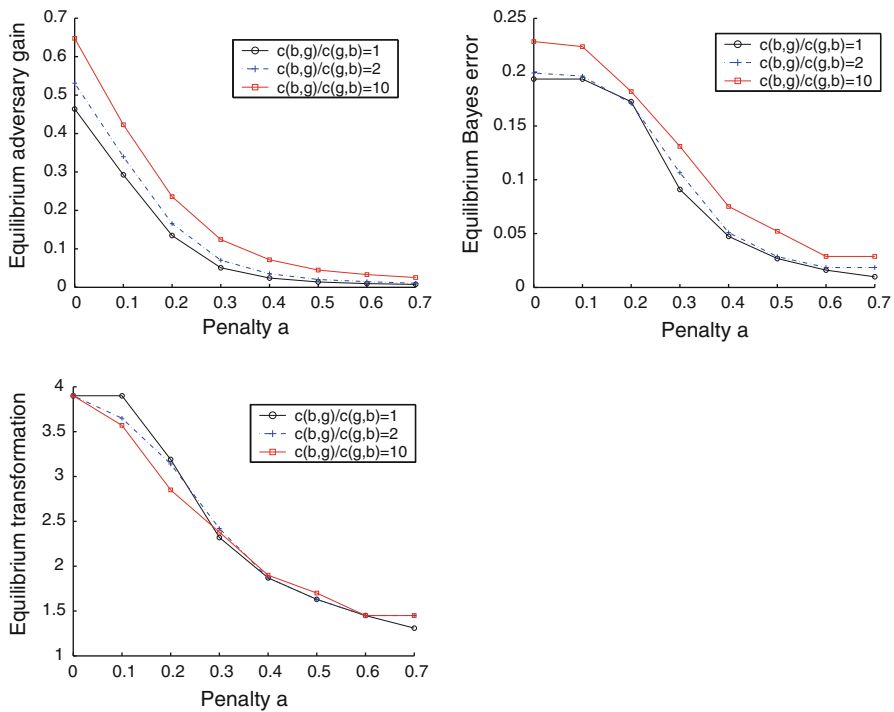 0.7
0.6
0.5
0.4
0.3
0.2
0.1
0
Equilibrium adversary gain
c(b,g)/c(g,b)=1
c(b,g)/c(g,b)=2
c(b,g)/c(g,b)=10
0 0.1 0.2 0.3 0.4 0.5 0.6 0.7
Penalty a
0.25
0.2
0.15
0.1
0.05
0
Equilibrium Bayes error
c(b,g)/c(g,b)=1
c(b,g)/c(g,b)=2
c(b,g)/c(g,b)=10
0 0.1 0.2 0.3 0.4 0.5 0.6 0.7
Penalty a
4
3.5
3
2.5
2
1.5
1
Equilibrium transformation
c(b,g)/c(g,b)=1
c(b,g)/c(g,b)=2
c(b,g)/c(g,b)=10
0 0.1 0.2 0.3 0.4 0.5 0.6 0.7
Penalty a